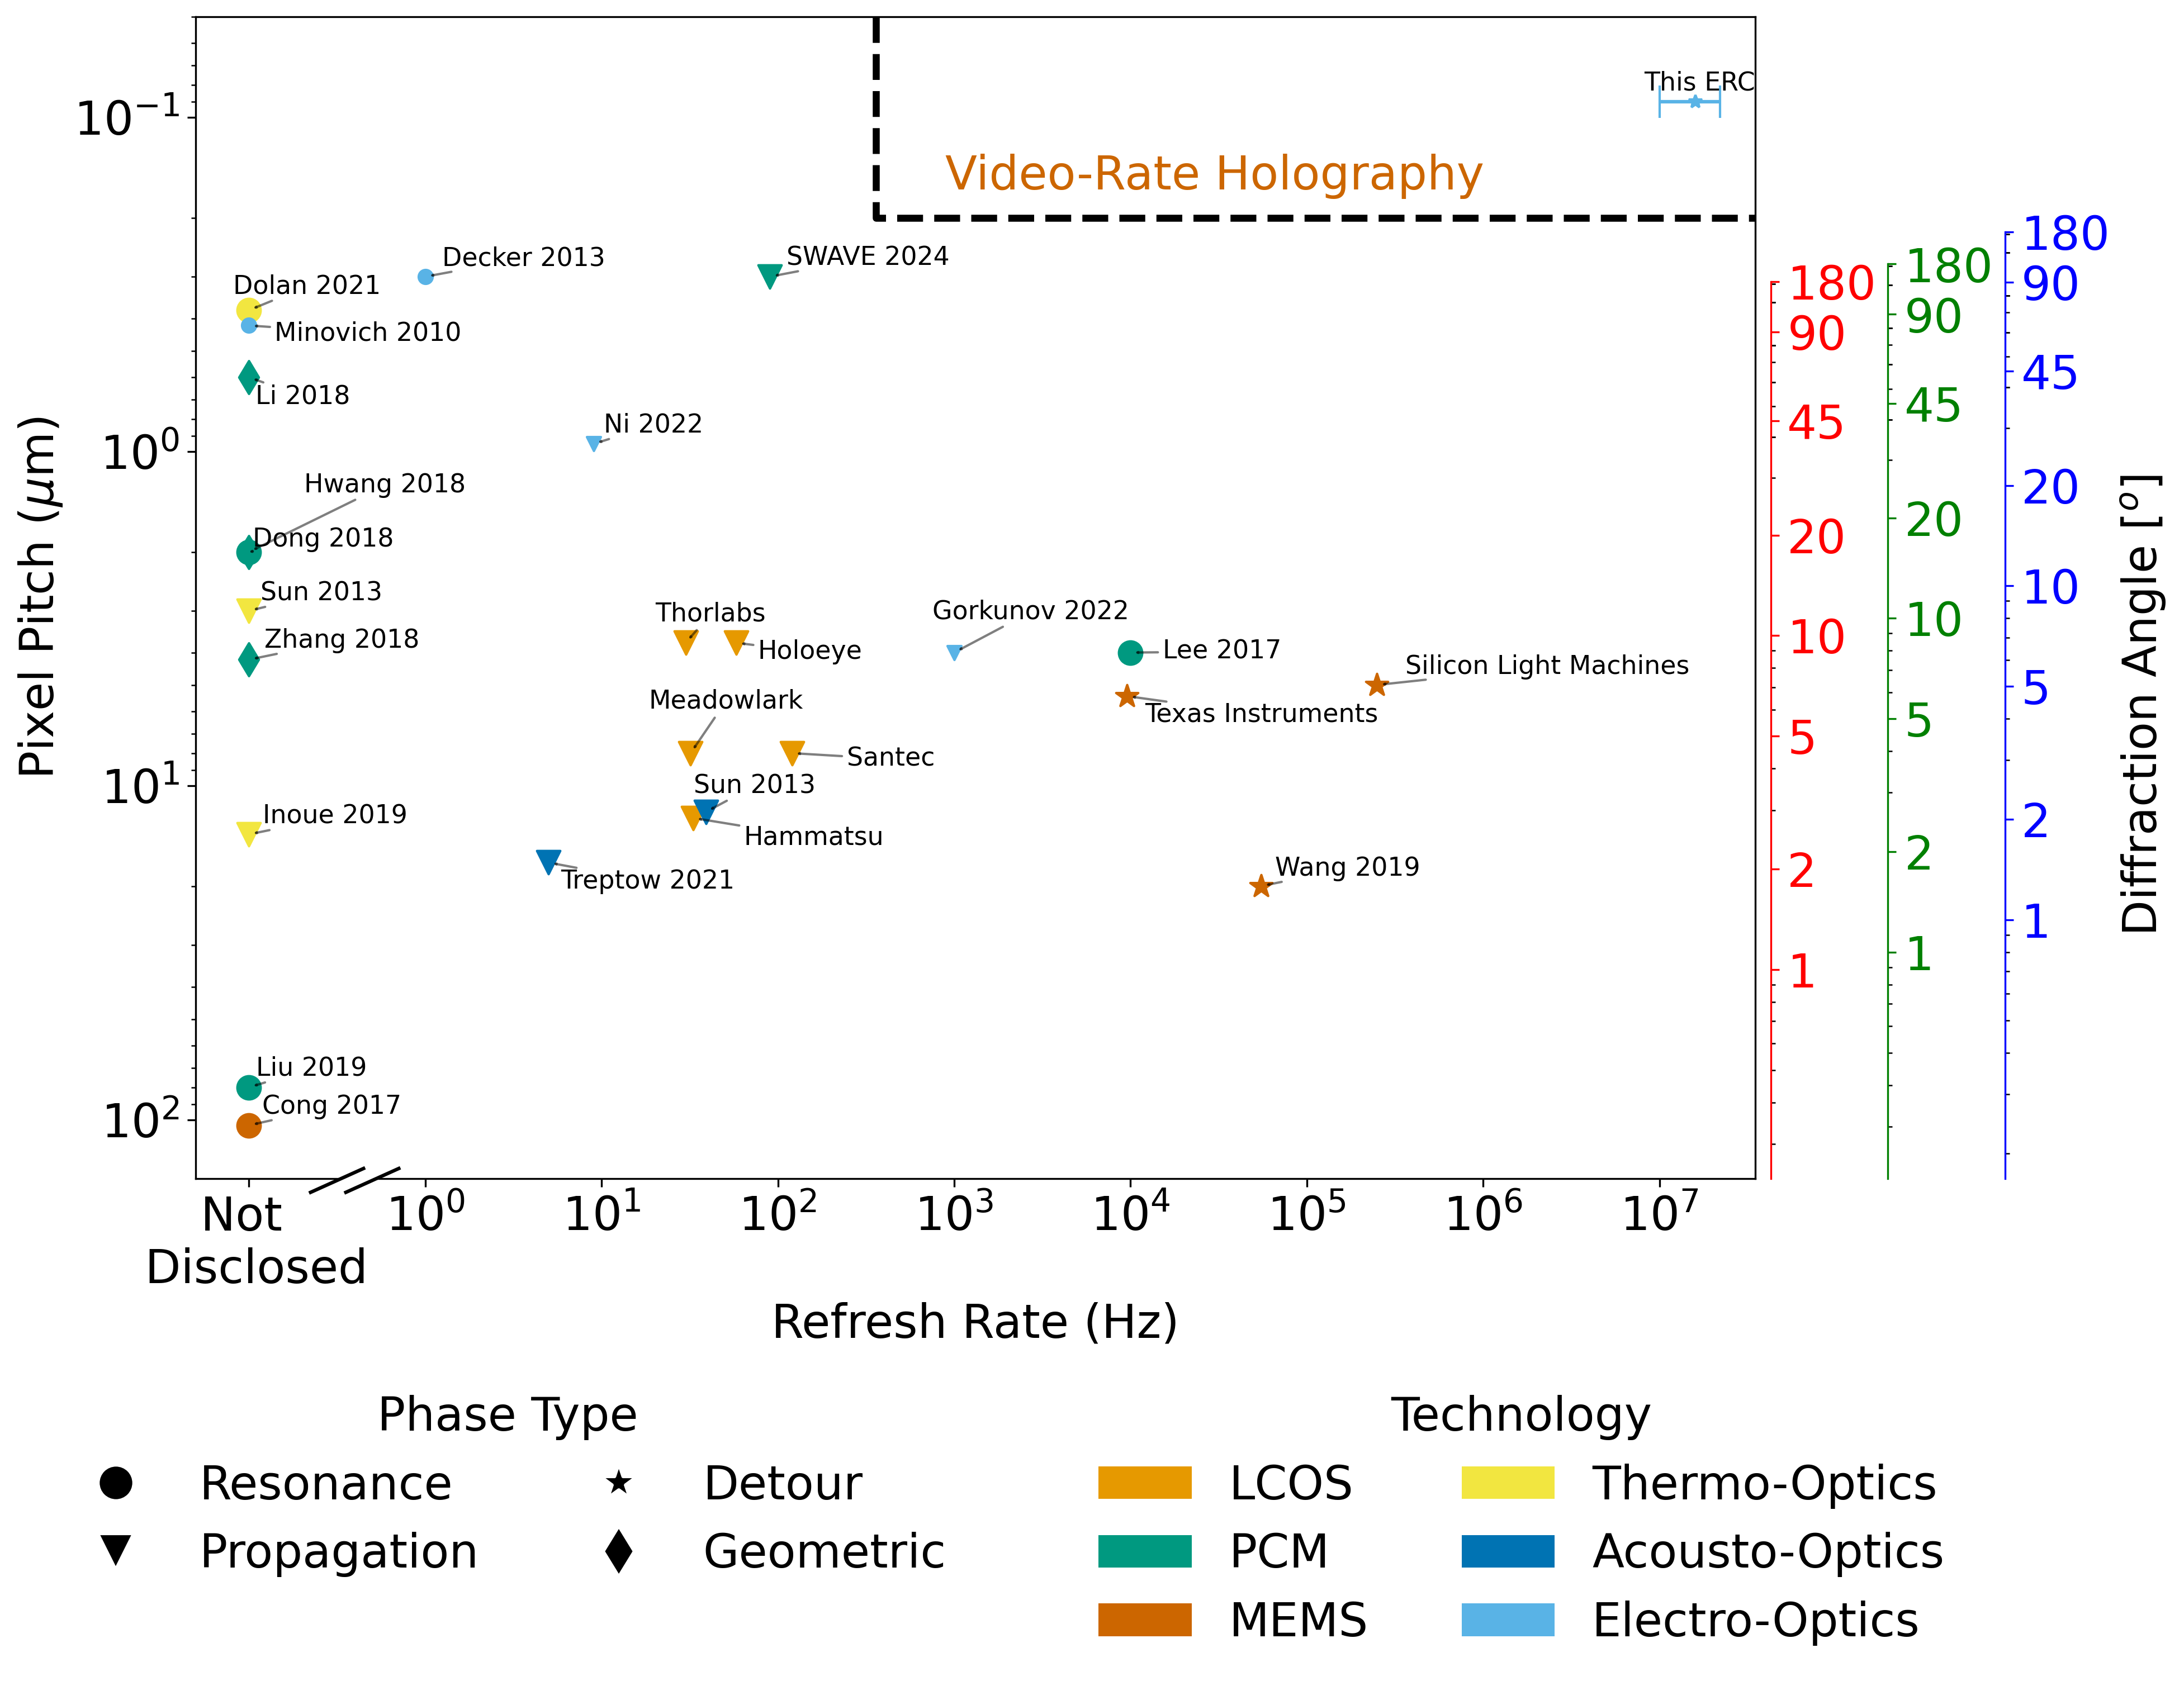 This ERC
10⁻¹
Video-Rate Holography
Decker 2013
SWAVE 2024
Dolan 2021
Minovich 2010
Li 2018
Ni 2022
10⁰
Hwang 2018
Dong 2018
Sun 2013
Zhang 2018
Thorlabs
Holoeye
Gorkunov 2022
Lee 2017
Silicon Light Machines
Texas Instruments
Meadowlark
Santec
10¹
Sun 2013
Inoue 2019
Hammatsu
Treptow 2021
Wang 2019
Liu 2019
Cong 2017
10²
Pixel Pitch (μm)
180
90
45
20
10
5
2
1
180
90
45
20
10
5
2
1
180
90
45
20
10
5
2
1
Diffraction Angle [°]
Not
Disclosed
10⁰
10¹
10²
10³
10⁴
10⁵
10⁶
10⁷
Refresh Rate (Hz)
Phase Type
Resonance
Detour
Propagation
Geometric
Technology
LCOS
Thermo-Optics
PCM
Acousto-Optics
MEMS
Electro-Optics